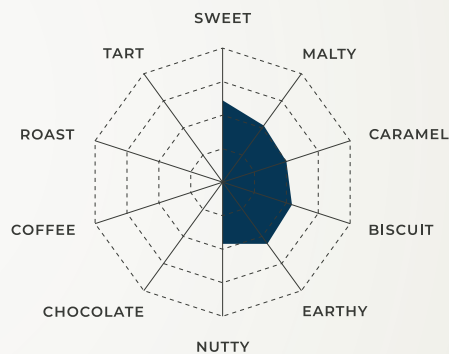 SWEET
MALTY
CARAMEL
BISCUIT
EARTHY
NUTTY
CHOCOLATE
COFFEE
ROAST
TART